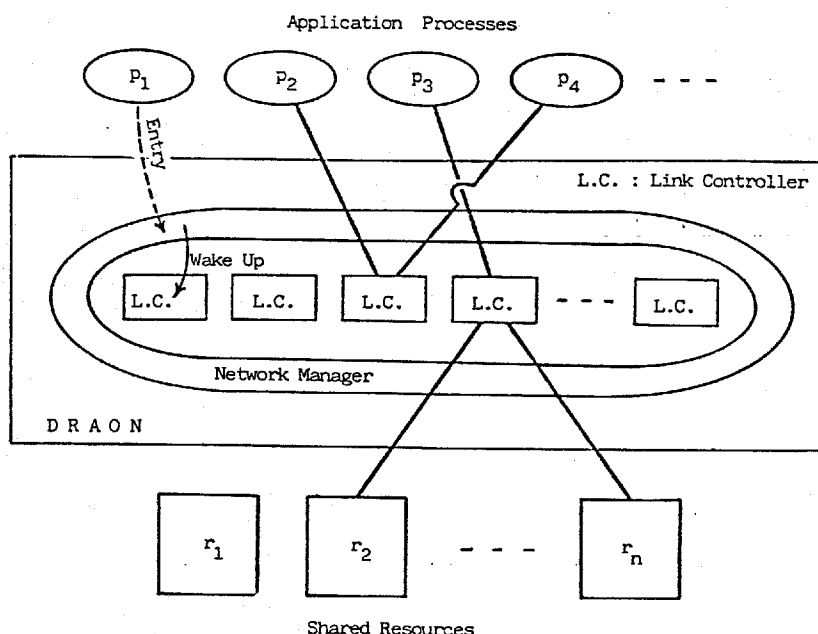 Application Processes
p1
p2
p3
p4
Entry
L.C. : Link Controller
Wake Up
L.C.
L.C.
L.C.
L.C.
L.C.
Network Manager
D R A O N
r1
r2
rn
Shared Resources